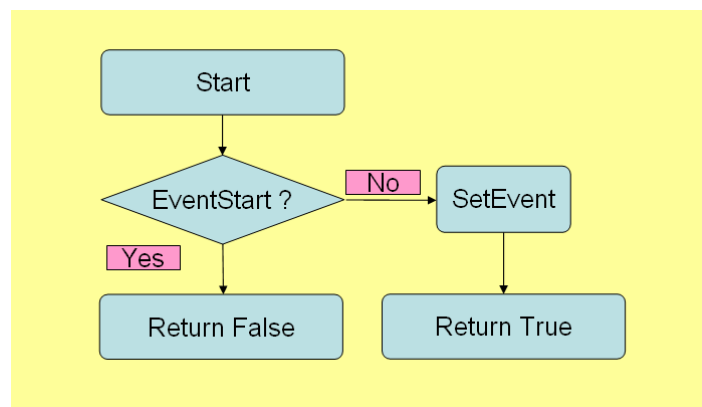 Start
EventStart ?
No
SetEvent
Yes
Return False
Return True